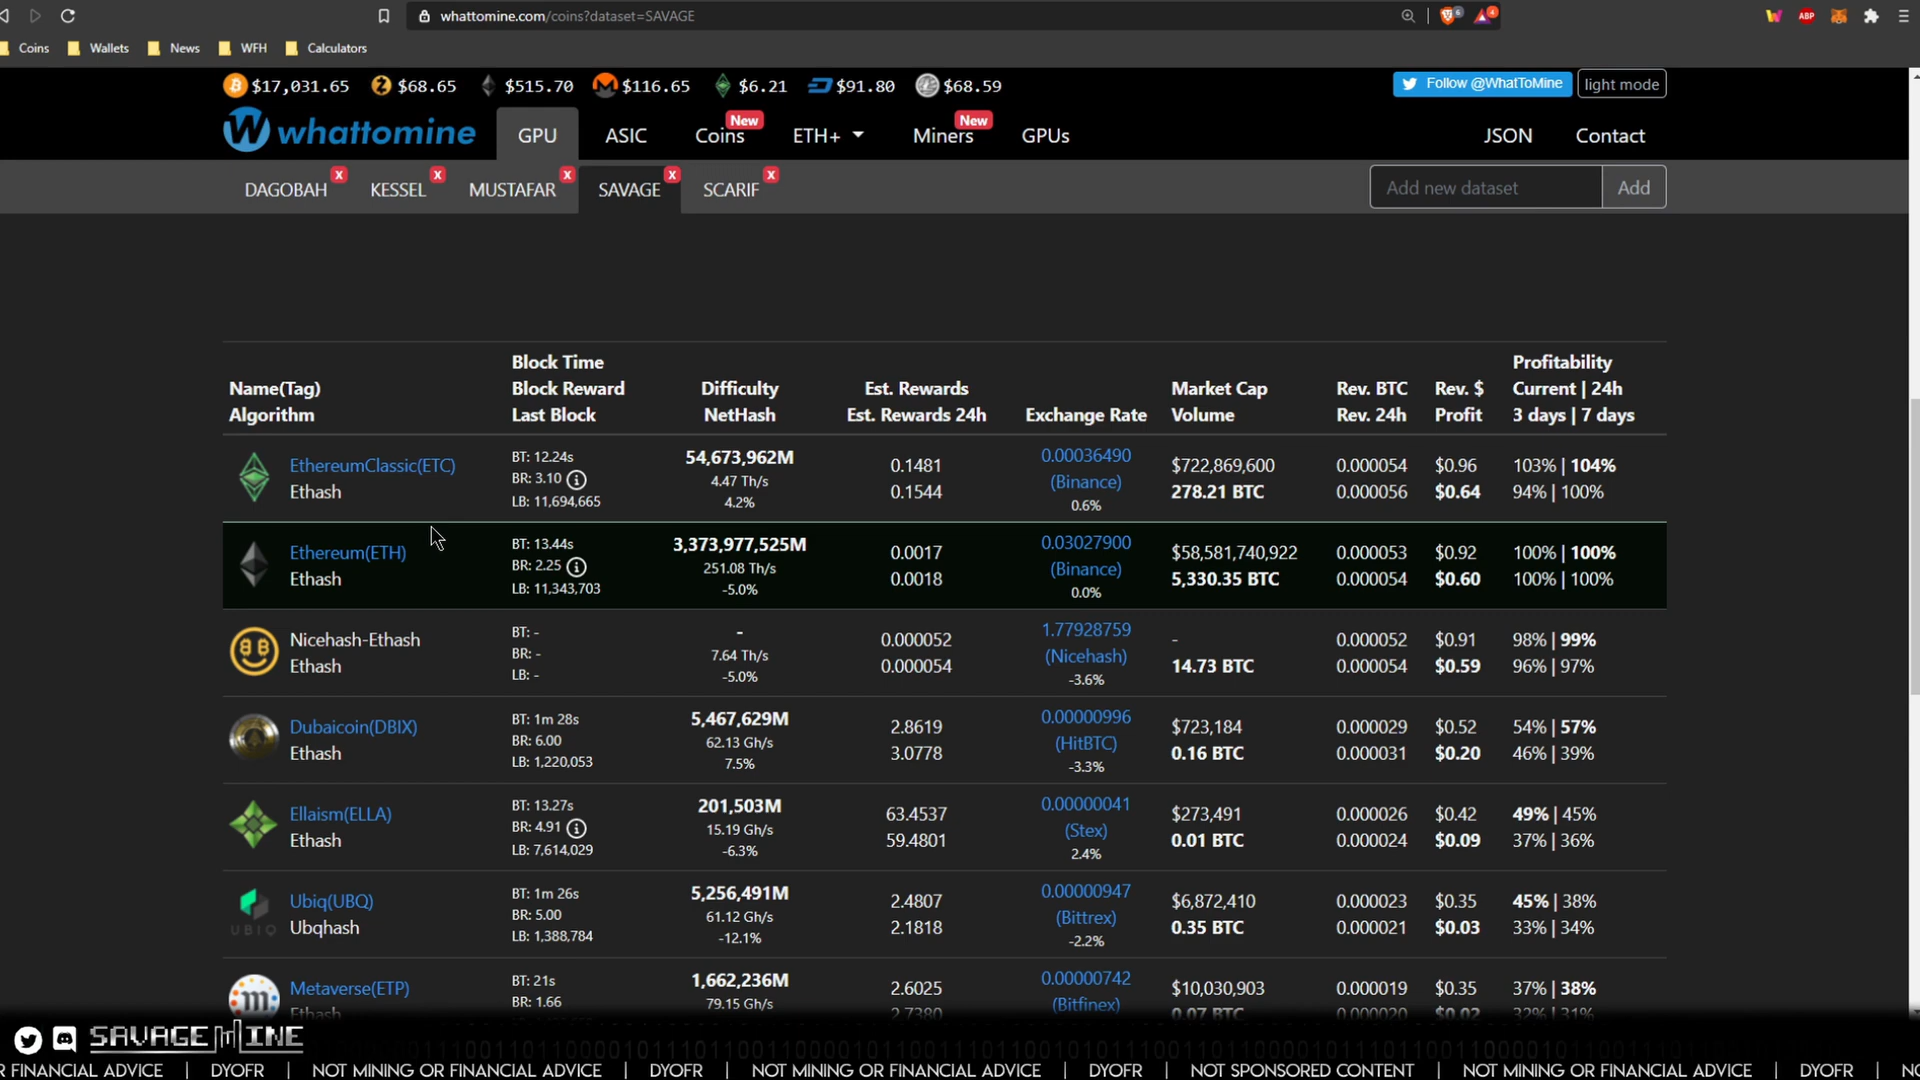 whattomine.com/coins?dataset=SAVAGE
Coins Wallets News WFH Calculators
$17,031.65 $68.65 $515.70 $116.65 $6.21 $91.80 $68.59 Follow @WhatToMine light mode
whattomine GPU ASIC Coins New ETH+ Miners New GPUs JSON Contact
DAGOBAH x KESSEL x MUSTAFAR x SAVAGE x SCARIF x Add new dataset Add
Name(Tag)
Algorithm
Block Time
Block Reward
Last Block
Difficulty
NetHash
Est. Rewards
Est. Rewards 24h
Exchange Rate
Market Cap
Volume
Rev. BTC
Rev. 24h
Rev. $
Profit
Profitability
Current | 24h
3 days | 7 days
EthereumClassic(ETC)
Ethash
BT: 12.24s
BR: 3.10
LB: 11,694,665
54,673,962M
4.47 Th/s
4.2%
0.1481
0.1544
0.00036490
(Binance)
0.6%
$722,869,600
278.21 BTC
0.000054
0.000056
$0.96
$0.64
103% | 104%
94% | 100%
Ethereum(ETH)
Ethash
BT: 13.44s
BR: 2.25
LB: 11,343,703
3,373,977,525M
251.08 Th/s
-5.0%
0.0017
0.0018
0.03027900
(Binance)
0.0%
$58,581,740,922
5,330.35 BTC
0.000053
0.000054
$0.92
$0.60
100% | 100%
100% | 100%
Nicehash-Ethash
Ethash
BT: -
BR: -
LB: -
-
7.64 Th/s
-5.0%
0.000052
0.000054
1.77928759
(Nicehash)
-3.6%
-
14.73 BTC
0.000052
0.000054
$0.91
$0.59
98% | 99%
96% | 97%
Dubaicoin(DBIX)
Ethash
BT: 1m 28s
BR: 6.00
LB: 1,220,053
5,467,629M
62.13 Gh/s
7.5%
2.8619
3.0778
0.00000996
(HitBTC)
-3.3%
$723,184
0.16 BTC
0.000029
0.000031
$0.52
$0.20
54% | 57%
46% | 39%
Ellaism(ELLA)
Ethash
BT: 13.27s
BR: 4.91
LB: 7,614,029
201,503M
15.19 Gh/s
-6.3%
63.4537
59.4801
0.00000041
(Stex)
2.4%
$273,491
0.01 BTC
0.000026
0.000024
$0.42
$0.09
49% | 45%
37% | 36%
UBIQ
Ubiq(UBQ)
Ubqhash
BT: 1m 26s
BR: 5.00
LB: 1,388,784
5,256,491M
61.12 Gh/s
-12.1%
2.4807
2.1818
0.00000947
(Bittrex)
-2.2%
$6,872,410
0.35 BTC
0.000023
0.000021
$0.35
$0.03
45% | 38%
33% | 34%
Metaverse(ETP)
Ethash
BT: 21s
BR: 1.66
1,662,236M
79.15 Gh/s
2.6025
2.7380
0.00000742
(Bitfinex)
$10,030,903
0.07 BTC
0.000019
0.000020
$0.35
$0.02
37% | 38%
32% | 31%
SAVAGEMINE
FINANCIAL ADVICE | DYOFR | NOT MINING OR FINANCIAL ADVICE | DYOFR | NOT MINING OR FINANCIAL ADVICE | DYOFR | NOT SPONSORED CONTENT | NOT MINING OR FINANCIAL ADVICE | DYOFR